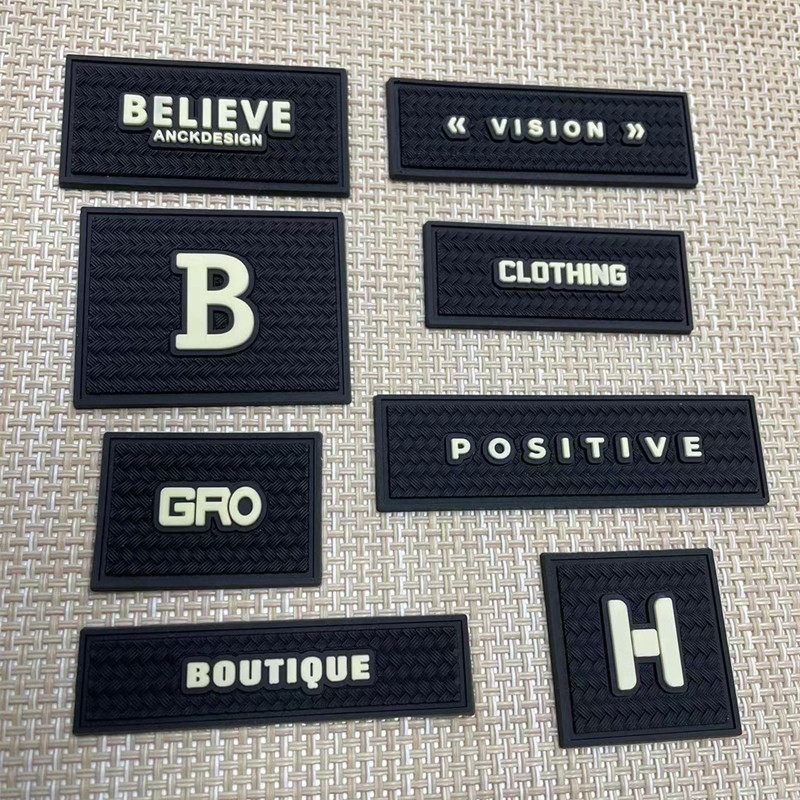 BELIEVE
ANCKDESIGN
« VISION »
B
CLOTHING
POSITIVE
GRO
BOUTIQUE
H